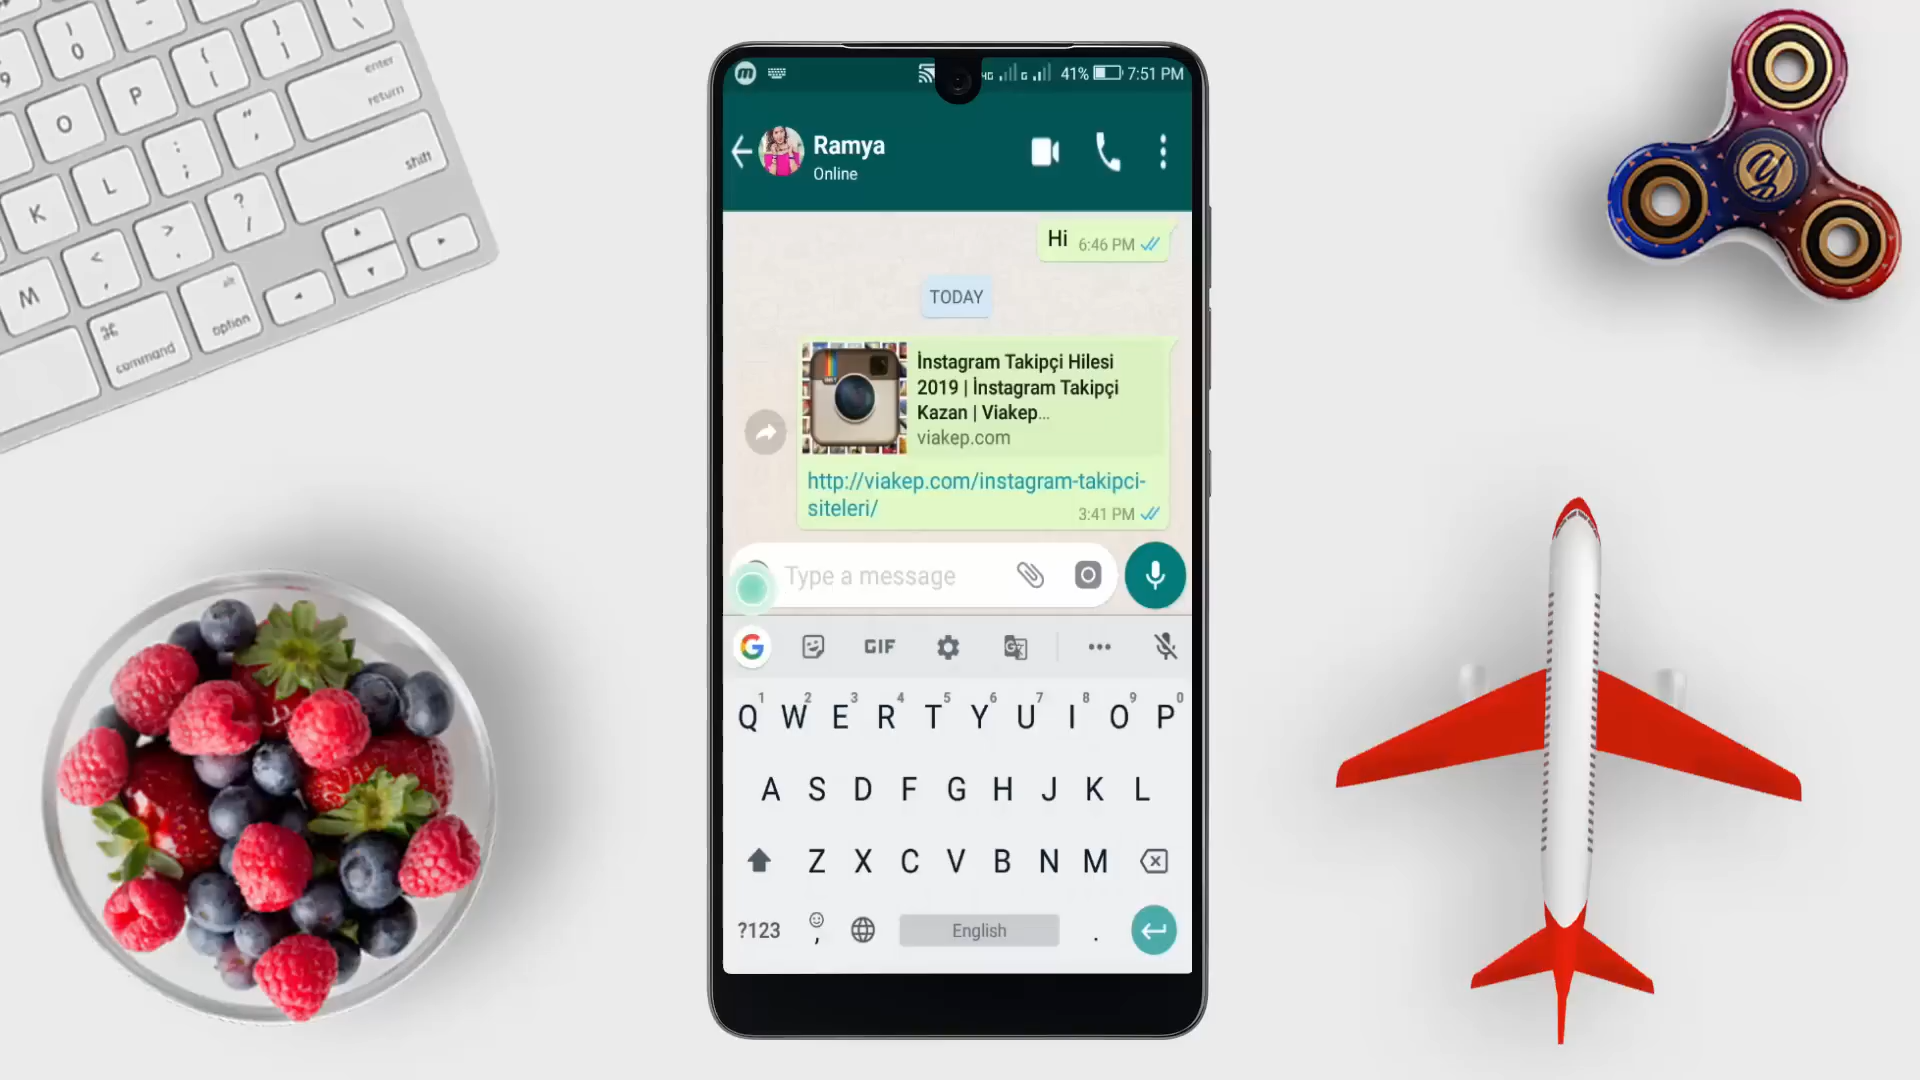 41% 7:51 PM
Ramya
Online
Hi 6:46 PM
TODAY
İnstagram Takipçi Hilesi
2019 | İnstagram Takipçi
Kazan | Viakep...
viakep.com
http://viakep.com/instagram-takipci-
siteleri/
3:41 PM
Type a message
G GIF
Q W E R T Y U I O P
1 2 3 4 5 6 7 8 9 0
A S D F G H J K L
Z X C V B N M
?123 , English .
enter
return
shift
alt
option
command
P
O
L
K
M